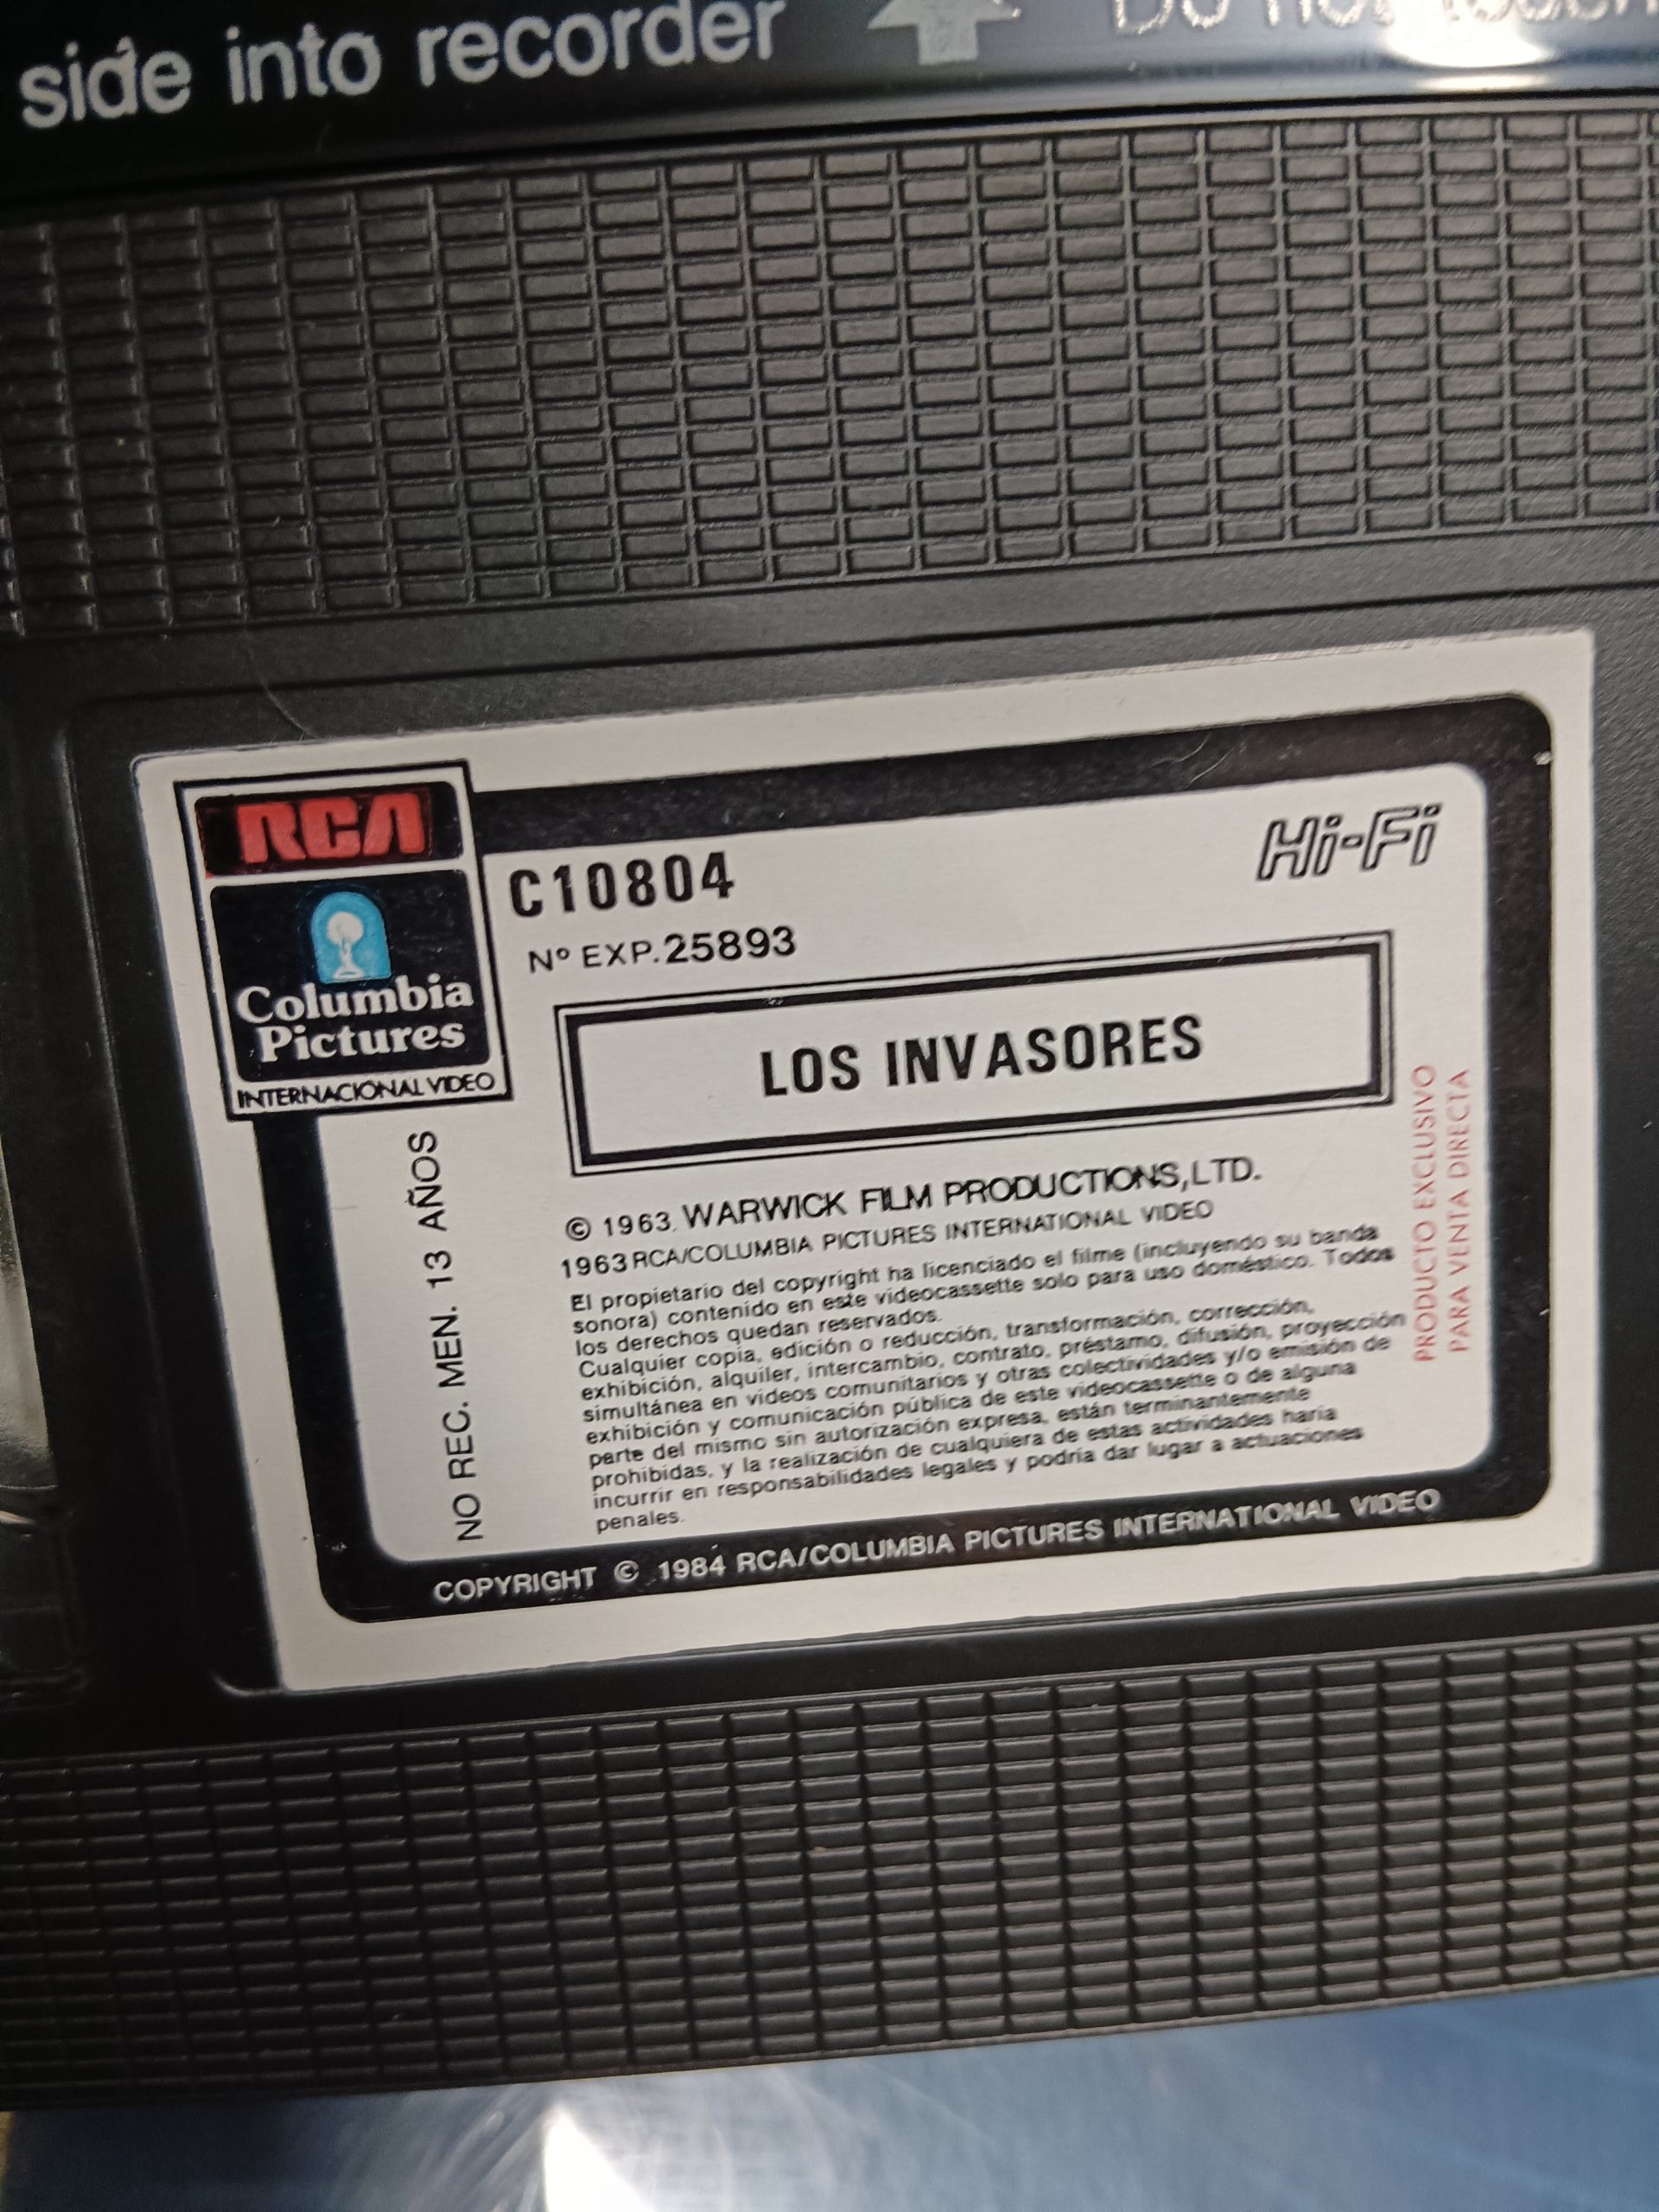 side into recorder
Do not touch
RCA
Columbia
Pictures
INTERNACIONAL VIDEO
C10804
Hi-Fi
Nº EXP.25893
LOS INVASORES
NO REC. MEN. 13 AÑOS
© 1963. WARWICK FILM PRODUCTIONS,LTD.
1963 RCA/COLUMBIA PICTURES INTERNATIONAL VIDEO
El propietario del copyright ha licenciado el filme (incluyendo su banda
sonora) contenido en este videocassette solo para uso doméstico. Todos
los derechos quedan reservados.
Cualquier copia, edición o reducción, transformación, corrección,
exhibición, alquiler, intercambio, contrato, préstamo, difusión, proyección
simultánea en videos comunitarios y otras colectividades y/o emisión de
exhibición y comunicación pública de este videocassette o de alguna
parte del mismo sin autorización expresa, están terminantemente
prohibidas, y la realización de cualquiera de estas actividades haria
incurrir en responsabilidades legales y podría dar lugar a actuaciones
penales.
PRODUCTO EXCLUSIVO
PARA VENTA DIRECTA
COPYRIGHT © 1984 RCA/COLUMBIA PICTURES INTERNATIONAL VIDEO